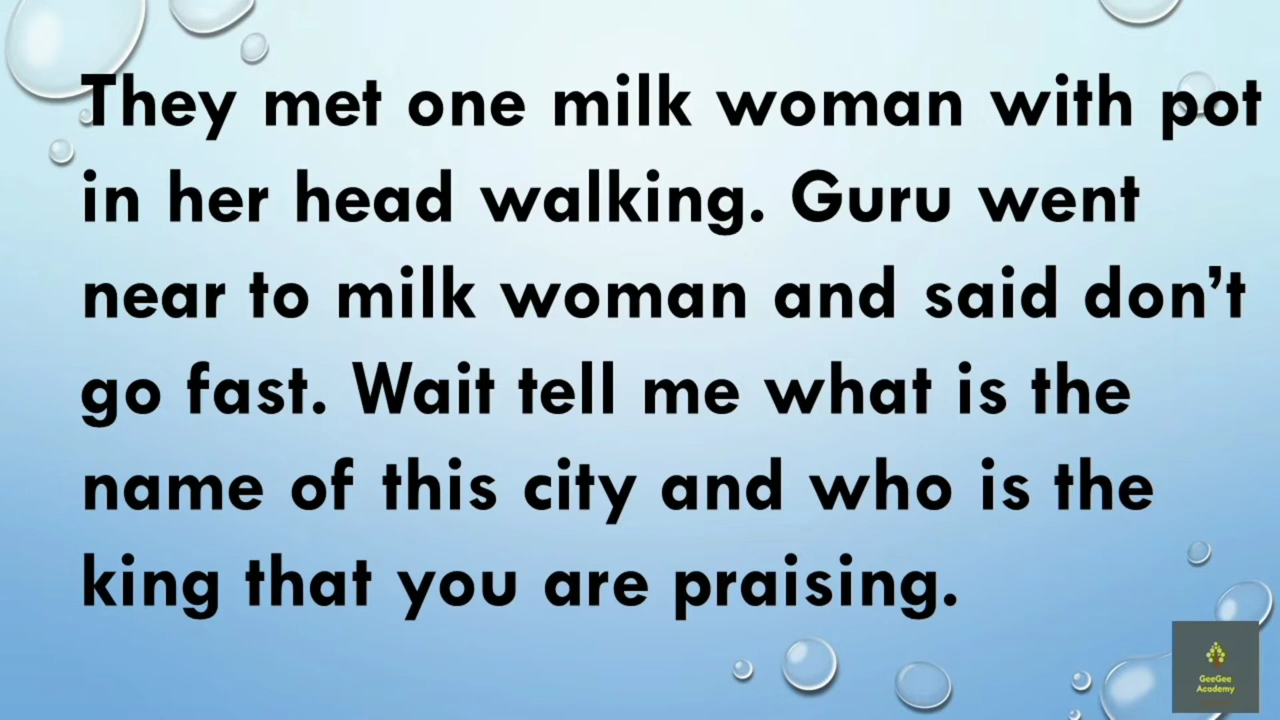 They met one milk woman with pot
in her head walking. Guru went
near to milk woman and said don’t
go fast. Wait tell me what is the
name of this city and who is the
king that you are praising.
GeeGee
Academy